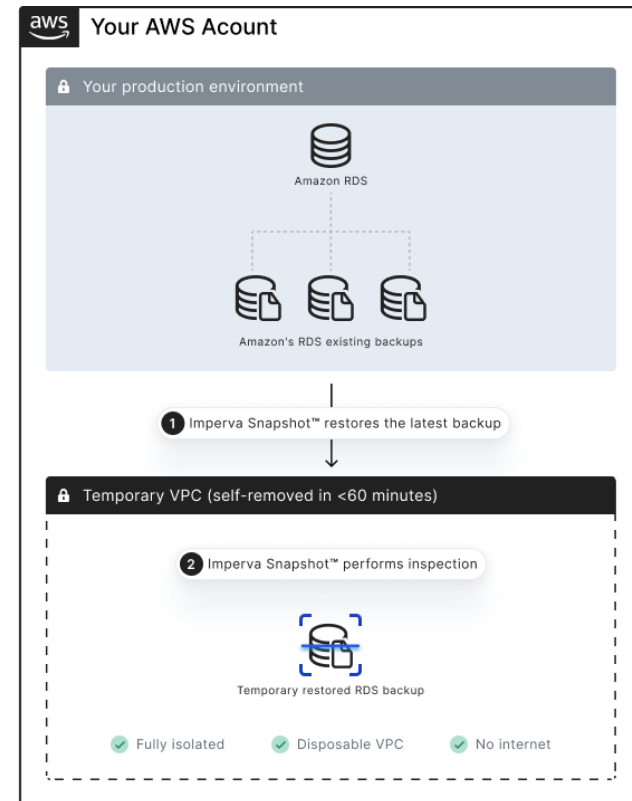 aws
Your AWS Acount
Your production environment
Amazon RDS
Amazon's RDS existing backups
1 Imperva Snapshot™ restores the latest backup
Temporary VPC (self-removed in <60 minutes)
2 Imperva Snapshot™ performs inspection
Temporary restored RDS backup
Fully isolated
Disposable VPC
No internet